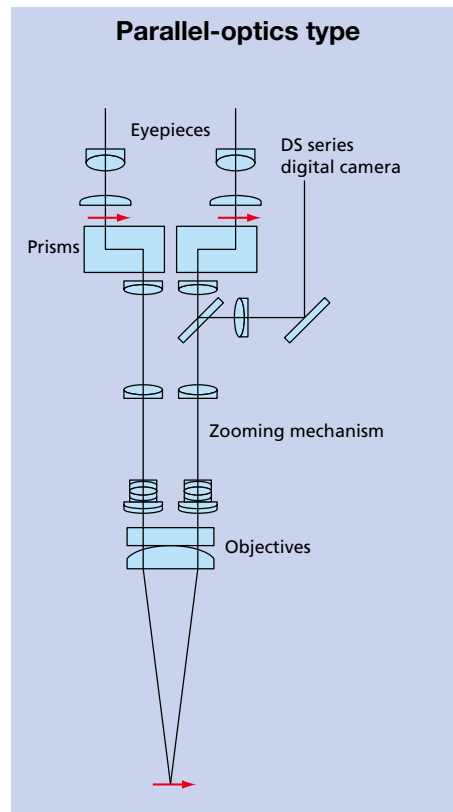 Parallel-optics type
Eyepieces
DS series
digital camera
Prisms
Zooming mechanism
Objectives